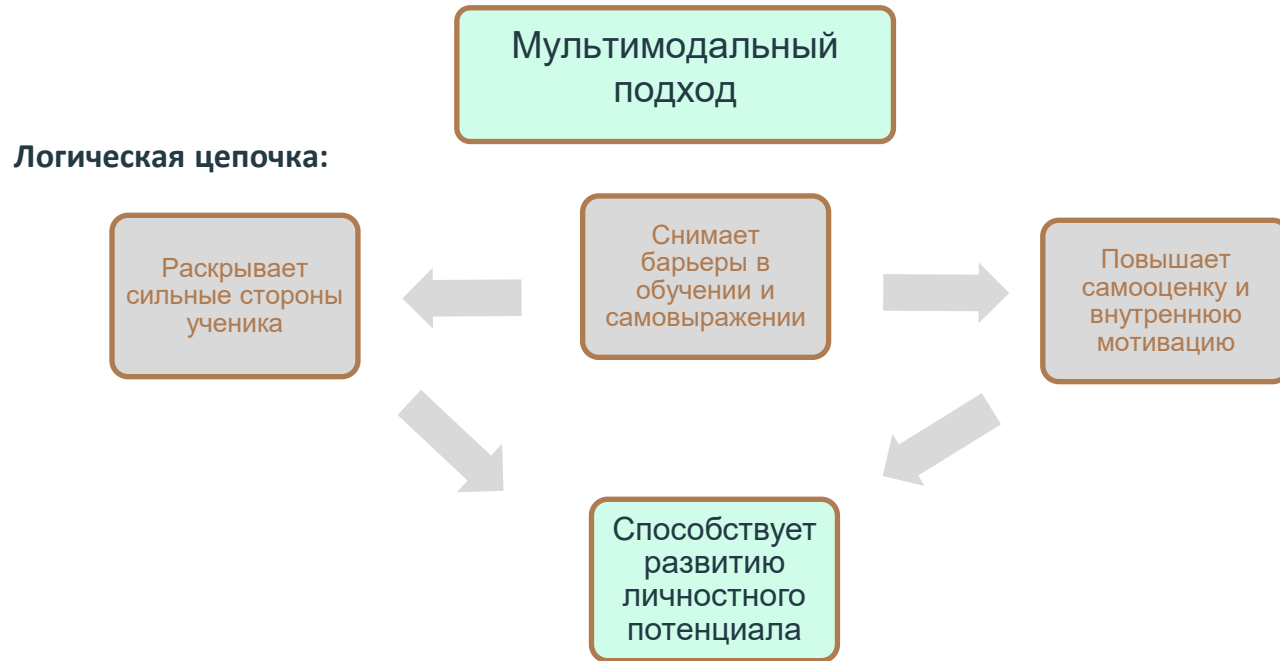 Мультимодальный
подход
Логическая цепочка:
Раскрывает
сильные стороны
ученика
Снимает
барьеры в
обучении и
самовыражении
Повышает
самооценку и
внутреннюю
мотивацию
Способствует
развитию
личностного
потенциала